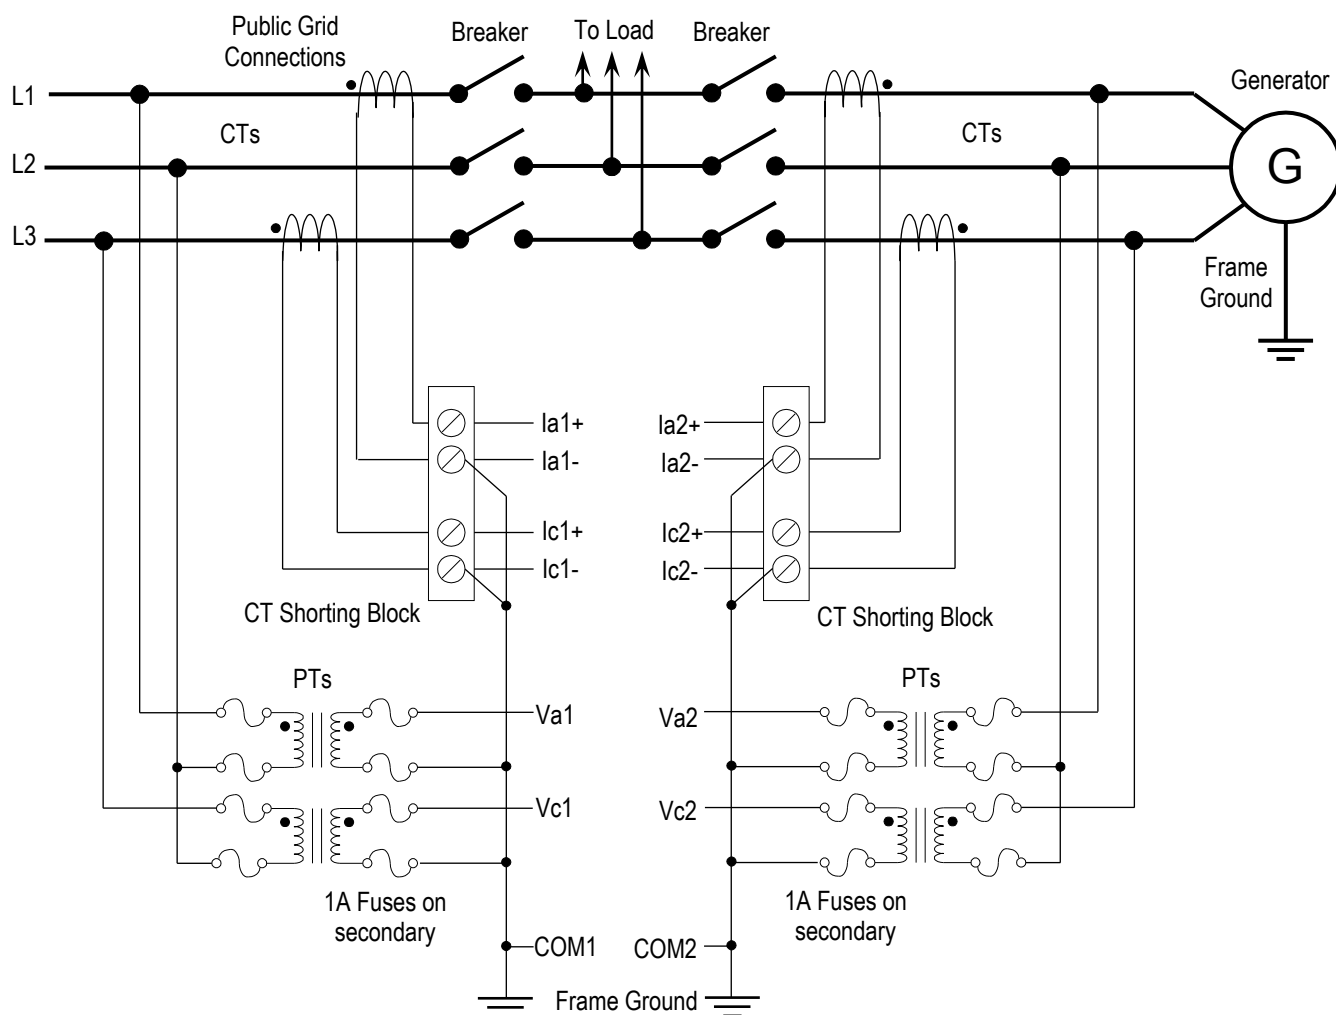 Public Grid
Connections
Breaker
To Load
Breaker
Generator
L1
CTs
CTs
L2
G
L3
Frame
Ground
Ia1+
Ia2+
Ia1-
Ia2-
Ic1+
Ic2+
Ic1-
Ic2-
CT Shorting Block
CT Shorting Block
PTs
PTs
Va1
Va2
Vc1
Vc2
1A Fuses on
secondary
1A Fuses on
secondary
COM1
COM2
Frame Ground